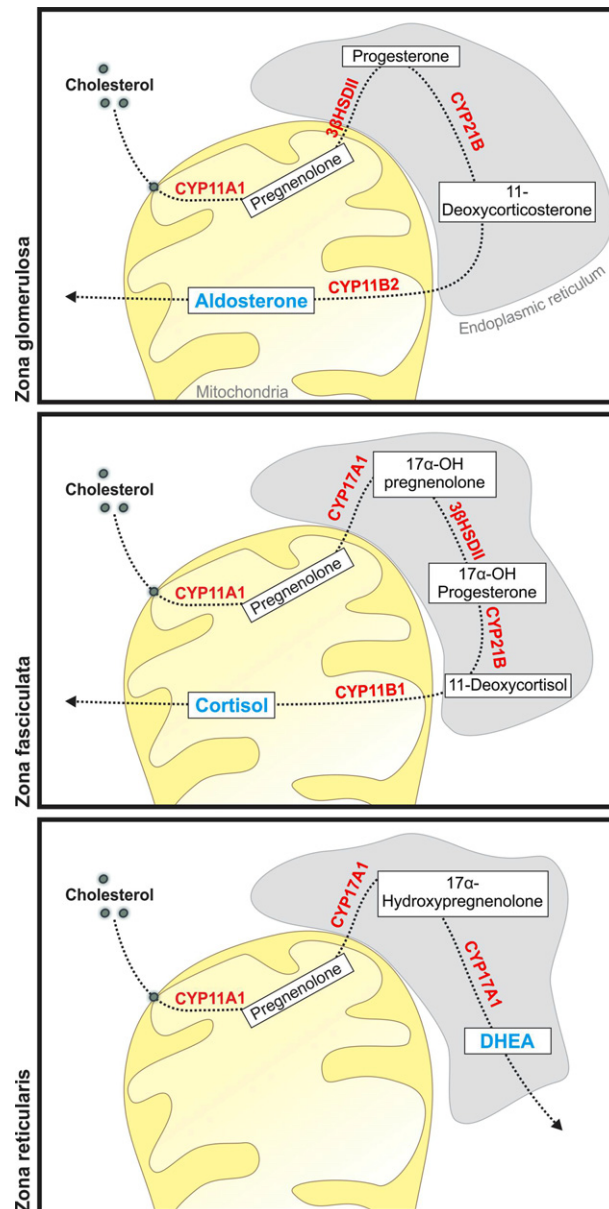 Zona glomerulosa
Cholesterol
CYP11A1
Pregnenolone
3βHSDII
Progesterone
CYP21B
11-
Deoxycorticosterone
CYP11B2
Aldosterone
Endoplasmic reticulum
Mitochondria
Zona fasciculata
Cholesterol
CYP11A1
Pregnenolone
CYP17A1
17α-OH
pregnenolone
3βHSDII
17α-OH
Progesterone
CYP21B
11-Deoxycortisol
CYP11B1
Cortisol
Zona reticularis
Cholesterol
CYP11A1
Pregnenolone
CYP17A1
17α-
Hydroxypregnenolone
CYP17A1
DHEA